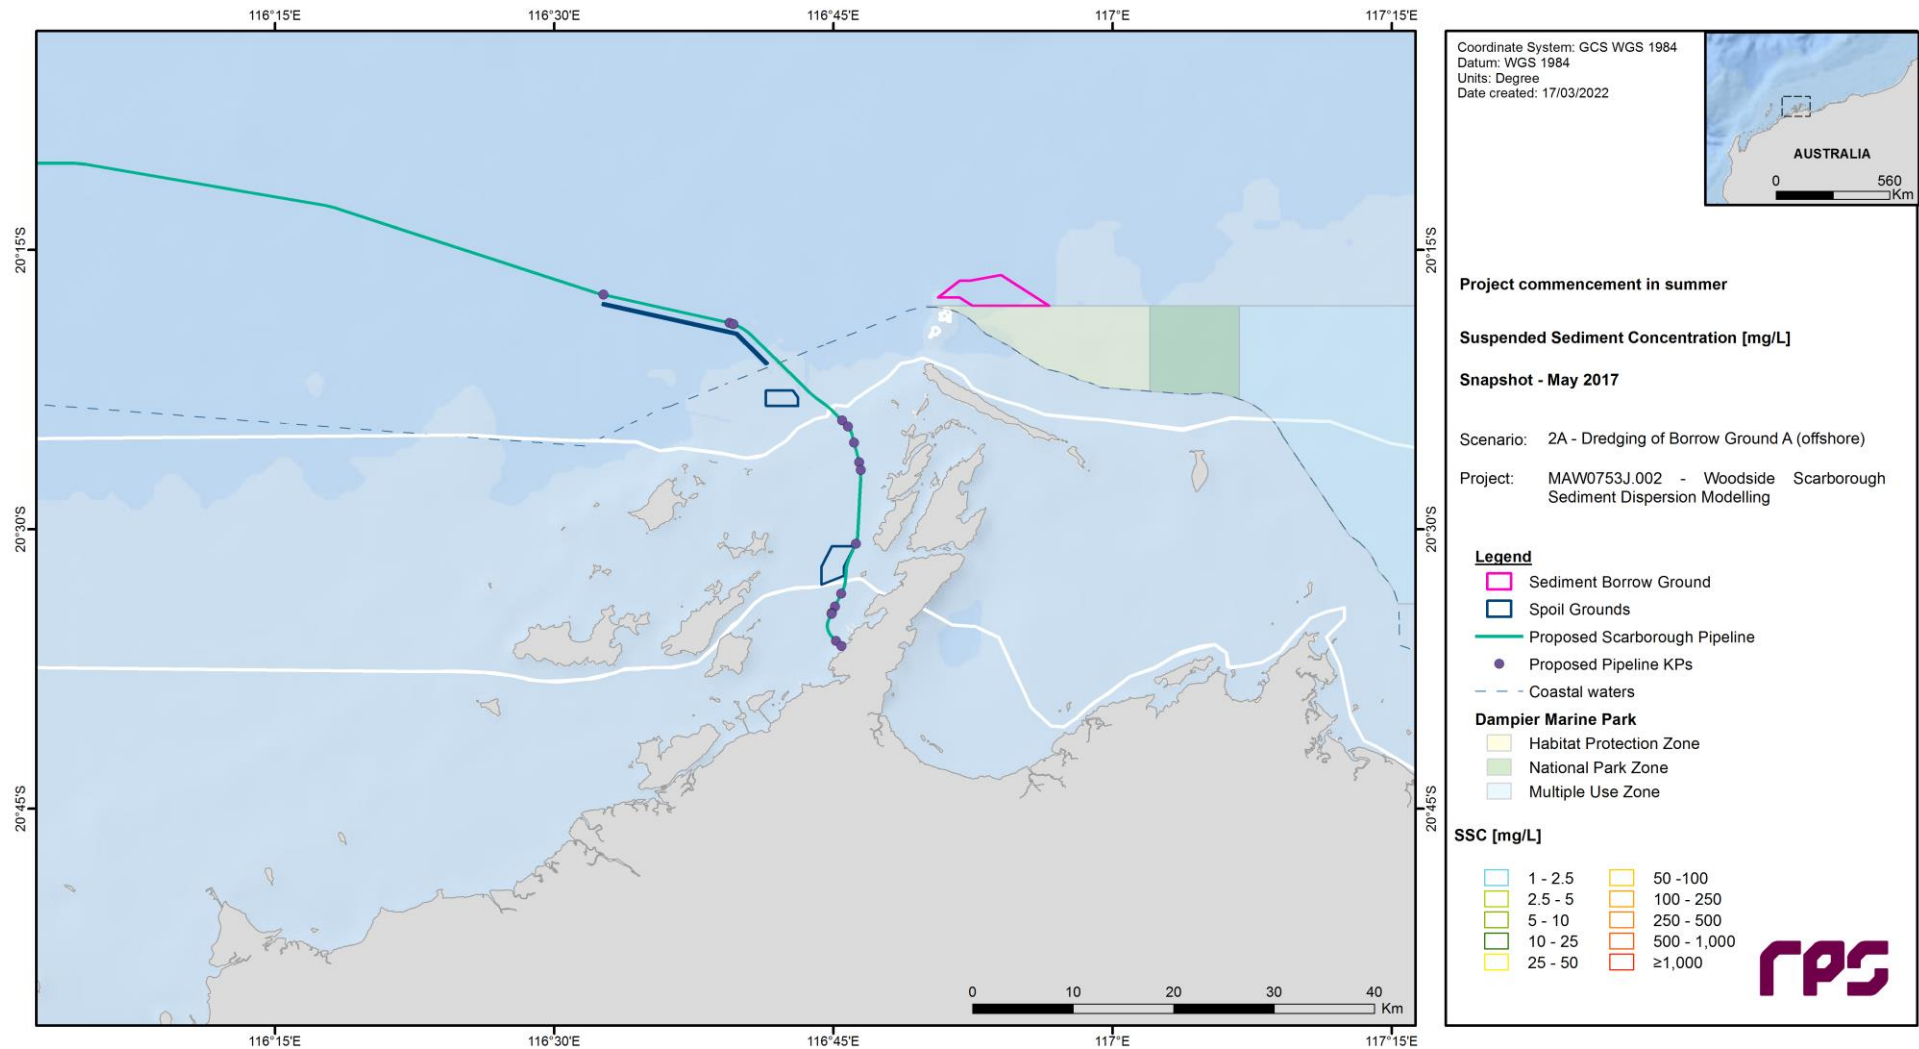 116°15'E
116°30'E
116°45'E
117°E
117°15'E
20°15'S
20°30'S
20°45'S
20°15'S
20°30'S
20°45'S
0 10 20 30 40
Km
116°15'E
116°30'E
116°45'E
117°E
117°15'E
Coordinate System: GCS WGS 1984
Datum: WGS 1984
Units: Degree
Date created: 17/03/2022
AUSTRALIA
0 560
Km
Project commencement in summer
Suspended Sediment Concentration [mg/L]
Snapshot - May 2017
Scenario: 2A - Dredging of Borrow Ground A (offshore)
Project: MAW0753J.002 - Woodside Scarborough
Sediment Dispersion Modelling
Legend
Sediment Borrow Ground
Spoil Grounds
Proposed Scarborough Pipeline
Proposed Pipeline KPs
Coastal waters
Dampier Marine Park
Habitat Protection Zone
National Park Zone
Multiple Use Zone
SSC [mg/L]
1 - 2.5
2.5 - 5
5 - 10
10 - 25
25 - 50
50 -100
100 - 250
250 - 500
500 - 1,000
≥1,000
rps